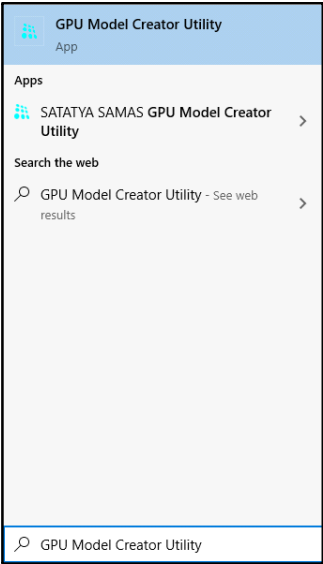 GPU Model Creator Utility
App
Apps
SATATYA SAMAS GPU Model Creator
Utility
Search the web
GPU Model Creator Utility - See web
results
GPU Model Creator Utility